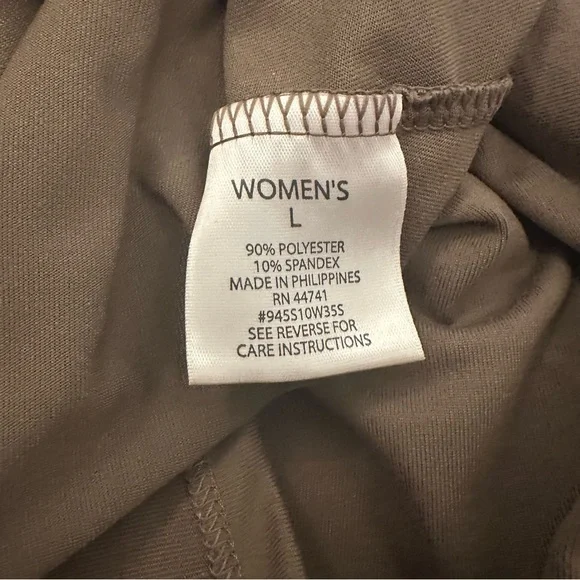 WOMEN'S
L
90% POLYESTER
10% SPANDEX
MADE IN PHILIPPINES
RN 44741
#945S10W35S
SEE REVERSE FOR
CARE INSTRUCTIONS